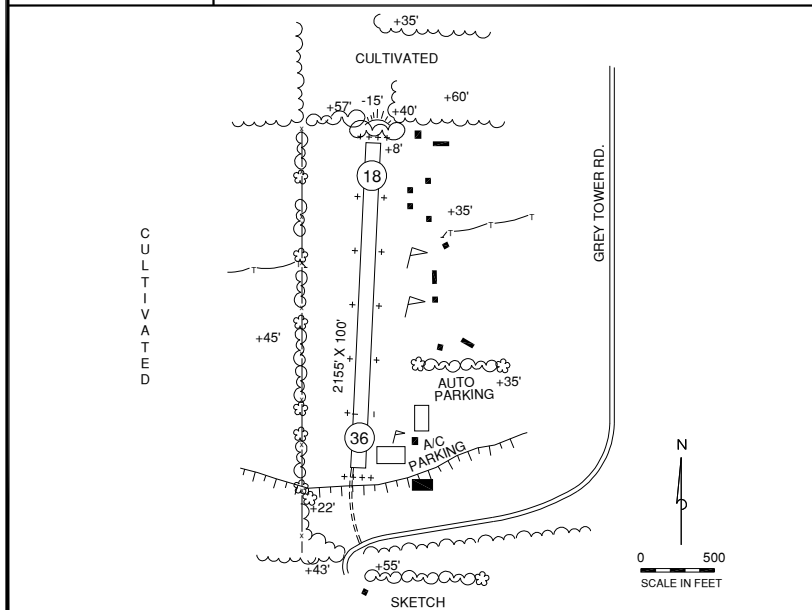 +35'
CULTIVATED
+57'
-15'
+40'
+60'
+8'
18
+35'
T
T
GREY TOWER RD.
CULTIVATED
T
+45'
2155' X 100'
AUTO
PARKING
+35'
36
A/C
PARKING
N
+22'
0 500
SCALE IN FEET
+43'
+55'
SKETCH